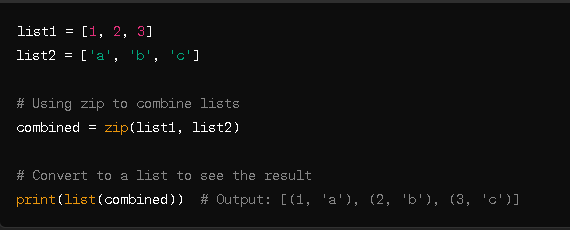 list1 = [1, 2, 3]
list2 = ['a', 'b', 'c']
# Using zip to combine lists
combined = zip(list1, list2)
# Convert to a list to see the result
print(list(combined))  # Output: [(1, 'a'), (2, 'b'), (3, 'c')]